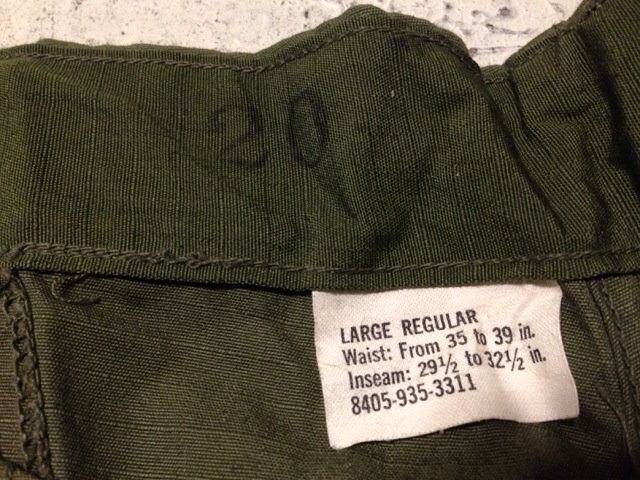 20
LARGE REGULAR
Waist: From 35 to 39 in.
Inseam: 29½ to 32½ in.
8405-935-3311